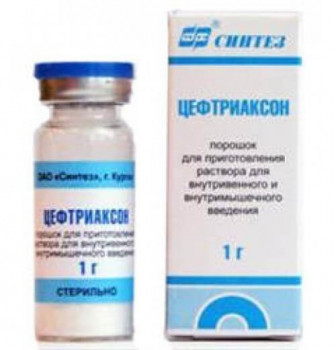 ОАО «Синтез», г. Курган
ЦЕФТРИАКСОН
порошок
для приготовления
раствора для
внутривенного и
внутримышечного
введения
1 г
СТЕРИЛЬНО
СИНТЕЗ
ЦЕФТРИАКСОН
порошок
для приготовления
раствора для
внутривенного и
внутримышечного
введения
1 г